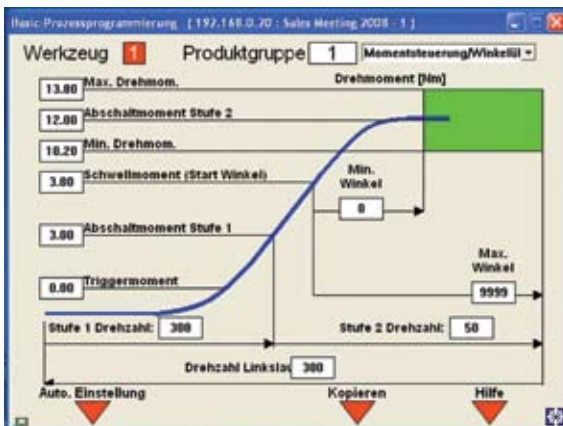 Basic-Prozessprogrammierung [ 192.168.0.20 : Sales Meeting 2008 - 1 ]
Werkzeug 1 Produktgruppe 1 Momentsteuerung/Winkelül
13.80 Max. Drehmom. Drehmoment [Nm]
12.00 Abschaltmoment Stufe 2
10.20 Min. Drehmom.
3.00 Schwellmoment (Start Winkel)
Min. Winkel
0
3.00 Abschaltmoment Stufe 1
Max. Winkel
0.00 Triggermoment
9999
Stufe 1 Drehzahl: 300 Stufe 2 Drehzahl: 50
Drehzahl Linkslau 300
Auto. Einstellung Kopieren Hilfe